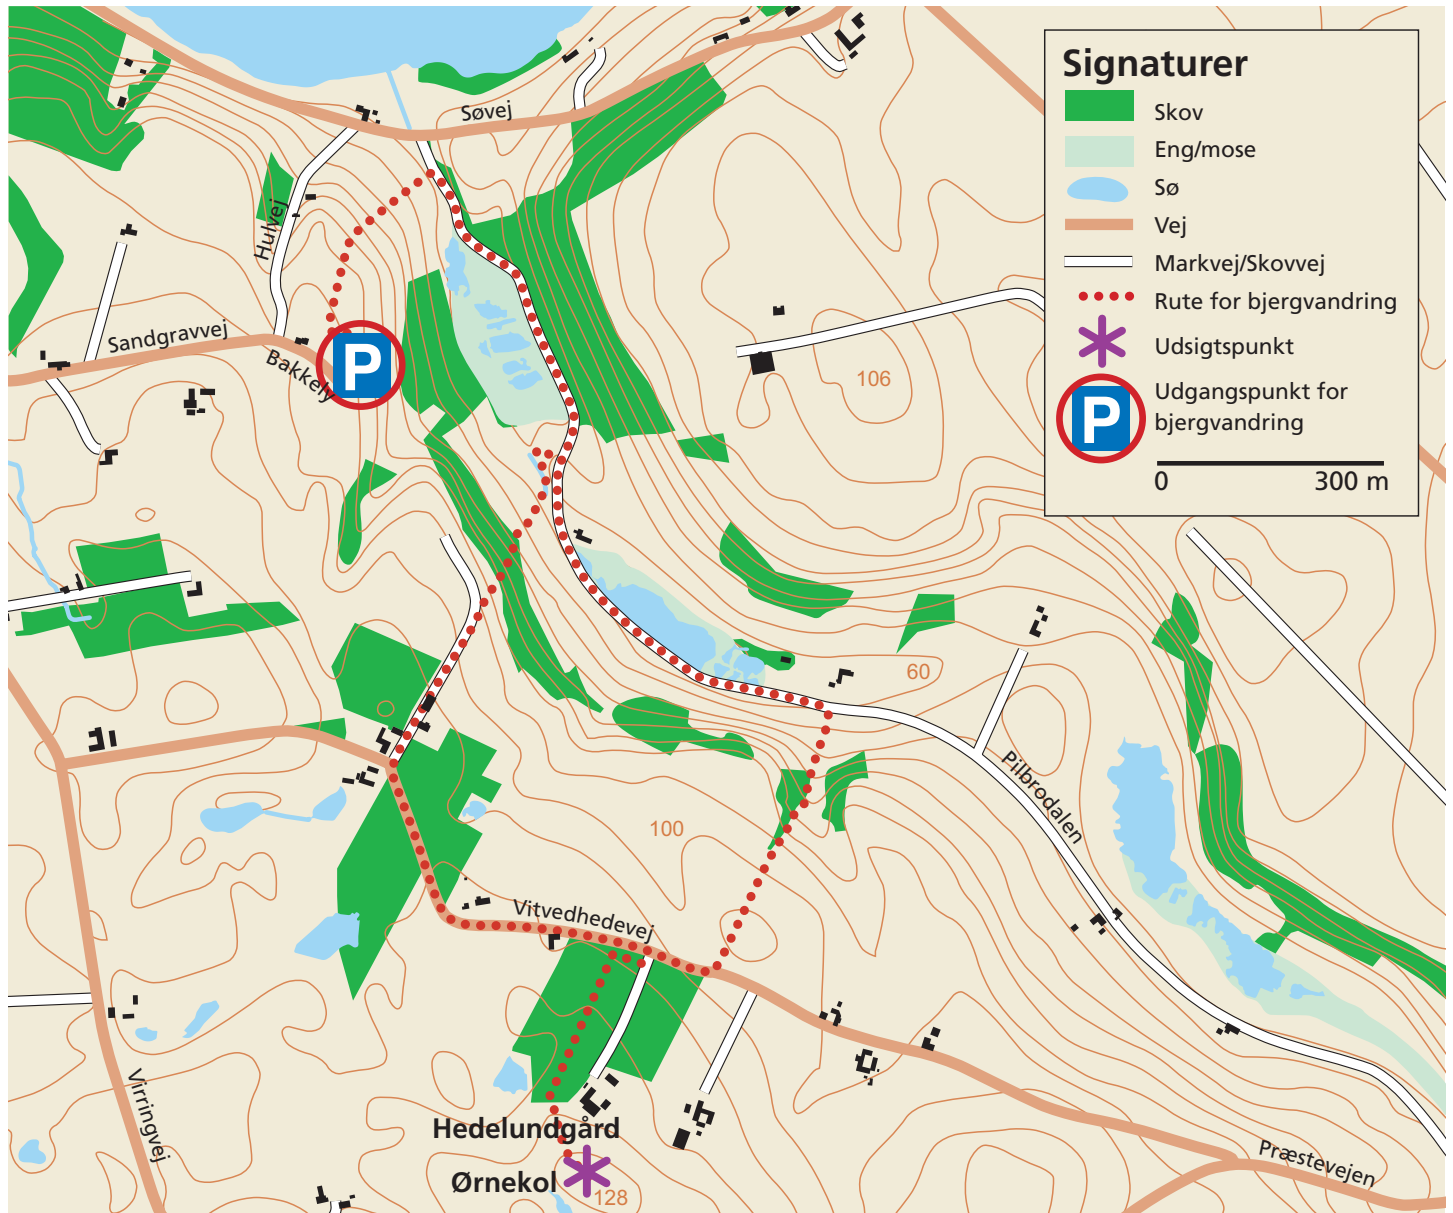 Signaturer
Skov
Eng/mose
Sø
Vej
Markvej/Skovvej
Rute for bjergvandring
Udsigtspunkt
P
Udgangspunkt for
bjergvandring
0 300 m
Søvej
Hulvej
Sandgravvej
Bakkely
P
106
60
Pilbrodalen
100
Vitvedhedevej
Virringvej
Hedelundgård
Ørnekol
128
Præstevejen